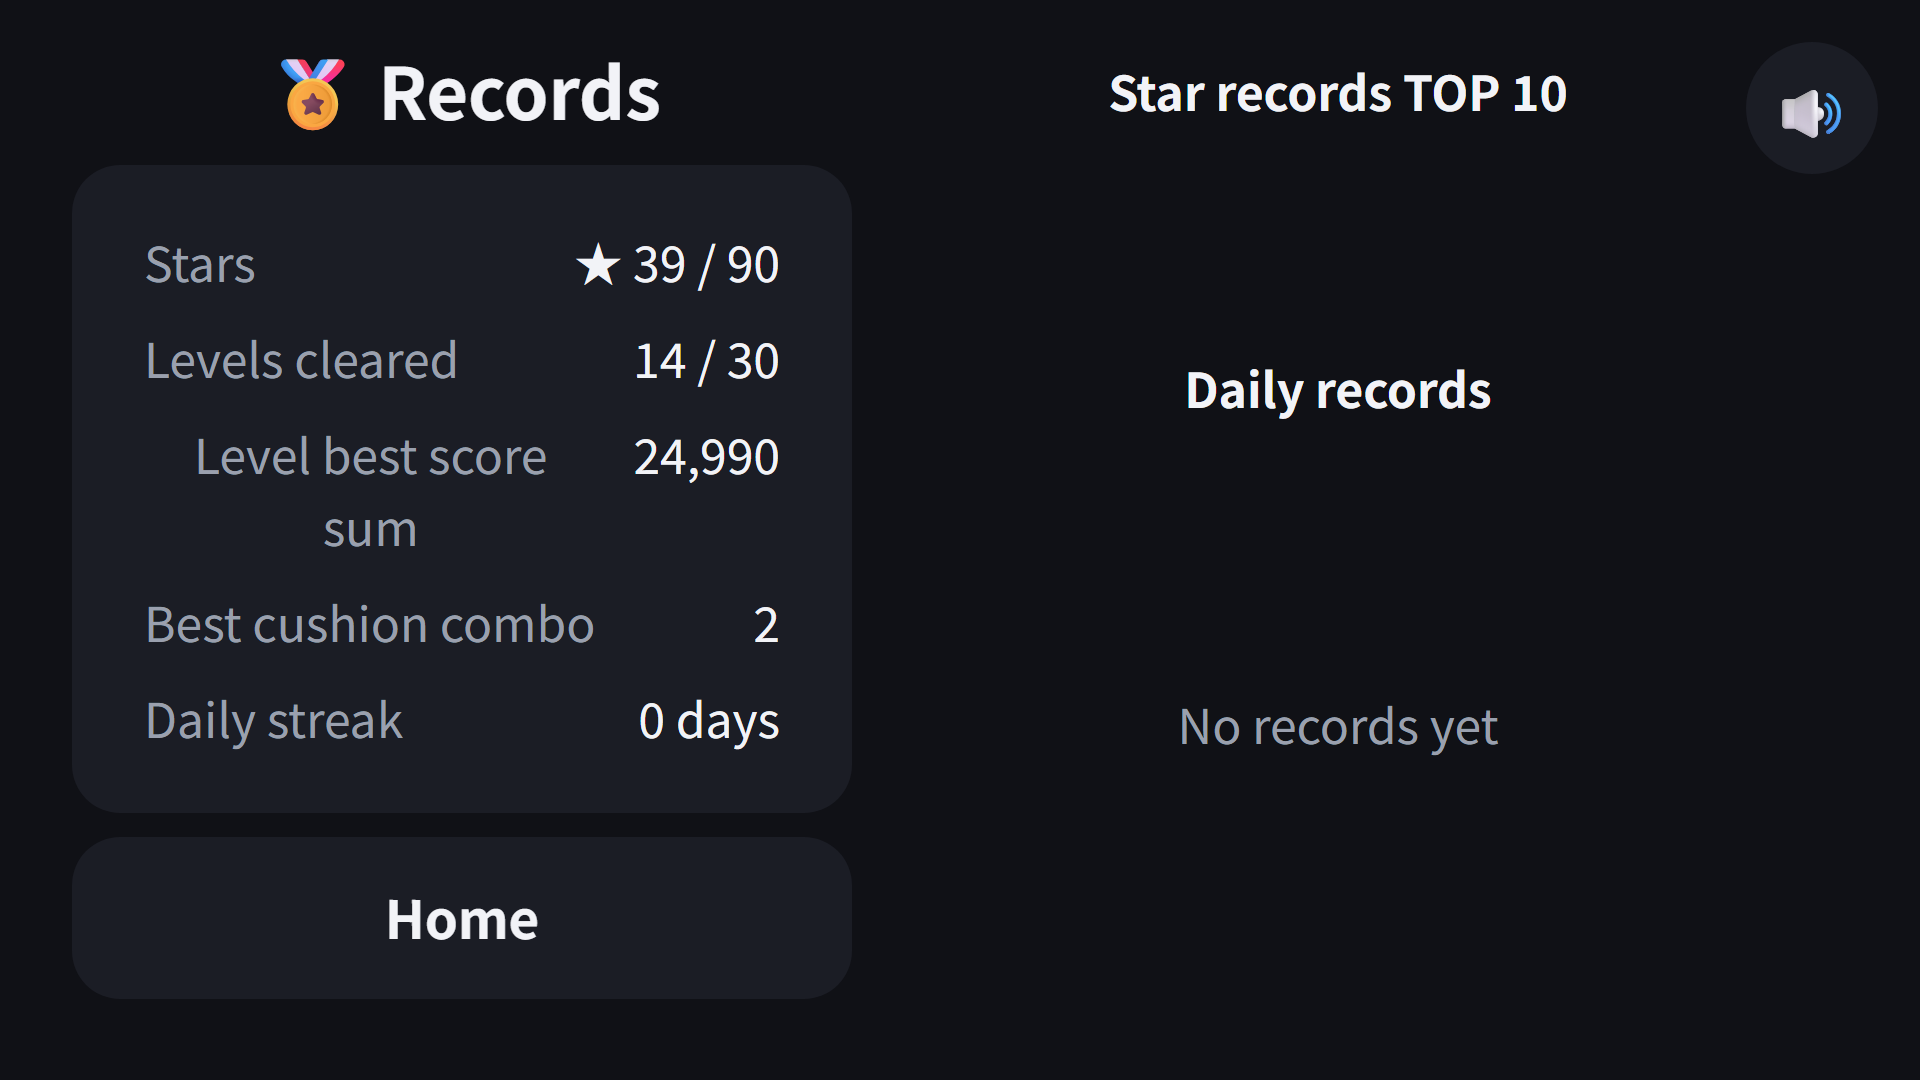 Records
Stars ★ 39 / 90
Levels cleared 14 / 30
Level best score 24,990
sum
Best cushion combo 2
Daily streak 0 days
Home
Star records TOP 10
Daily records
No records yet